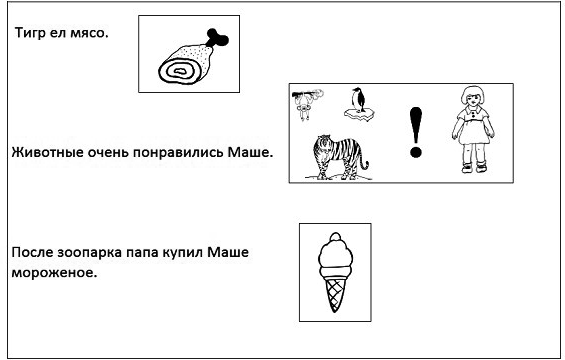 Тигр ел мясо.
Животные очень понравились Маше.
После зоопарка папа купил Маше
мороженое.